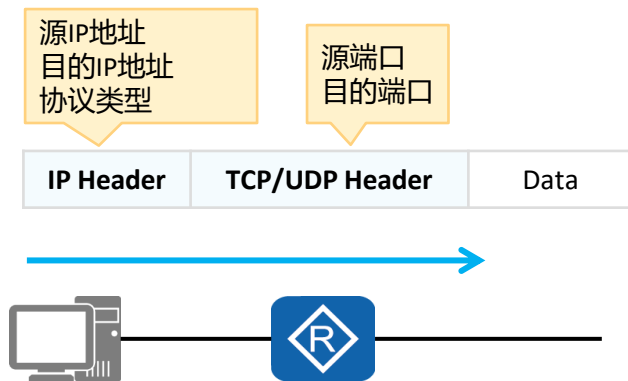 源IP地址
目的IP地址
协议类型
源端口
目的端口
IP Header
TCP/UDP Header
Data
R